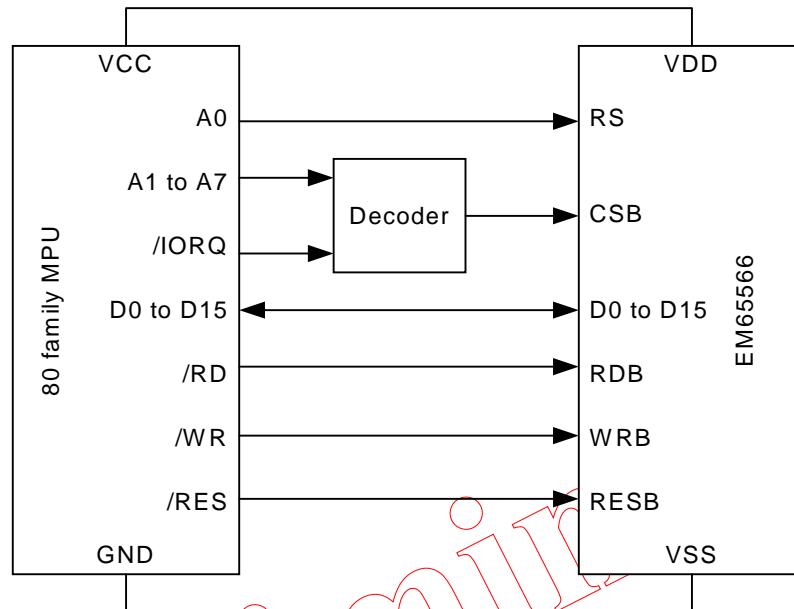 VCC
VDD
A0
RS
A1 to A7
Decoder
CSB
/IORQ
80 family MPU
EM65566
D0 to D15
D0 to D15
/RD
RDB
/WR
WRB
/RES
RESB
GND
VSS